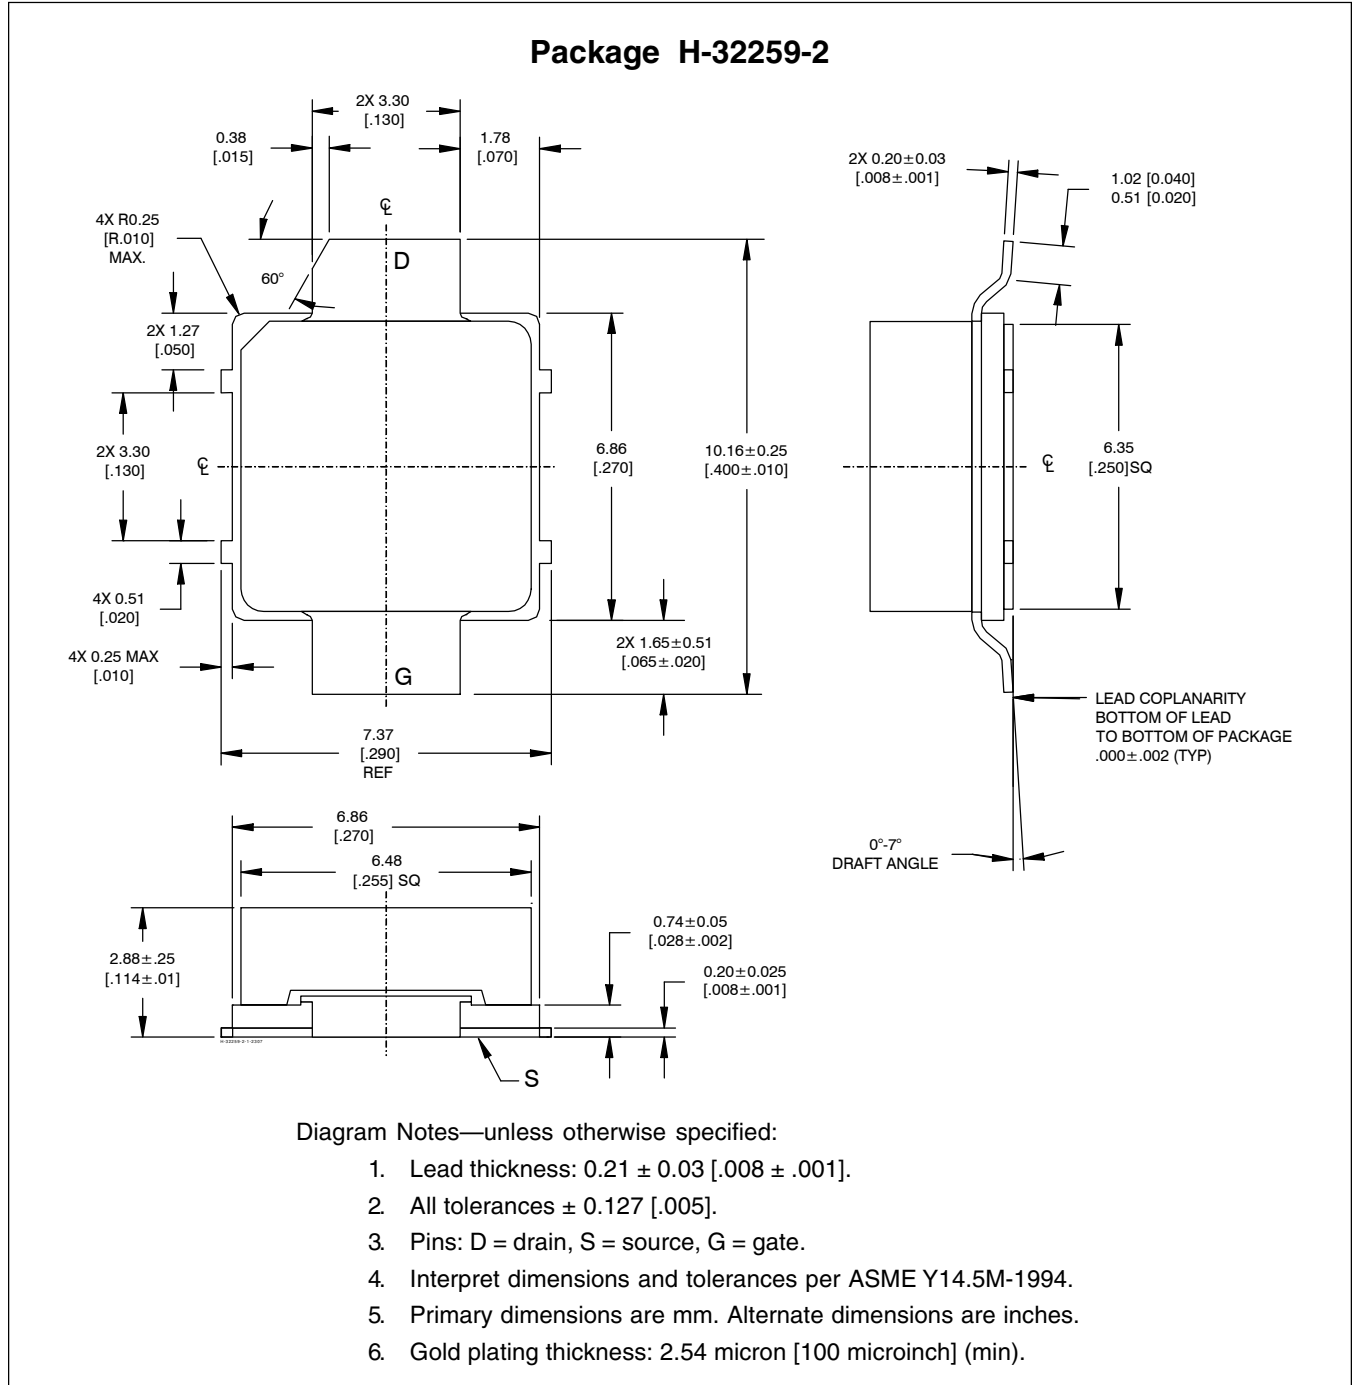 Package H-32259-2
2X 3.30
[.130]
0.38
[.015]
1.78
[.070]
2X 0.20±0.03
[.008±.001]
1.02 [0.040]
0.51 [0.020]
4X R0.25
[R.010]
MAX.
℄
D
60°
2X 1.27
[.050]
2X 3.30
[.130]
℄
6.86
[.270]
10.16±0.25
[.400±.010]
℄
6.35
[.250]SQ
4X 0.51
[.020]
4X 0.25 MAX
[.010]
G
2X 1.65±0.51
[.065±.020]
LEAD COPLANARITY
BOTTOM OF LEAD
TO BOTTOM OF PACKAGE
.000±.002 (TYP)
7.37
[.290]
REF
0°-7°
DRAFT ANGLE
6.86
[.270]
6.48
[.255] SQ
2.88±.25
[.114±.01]
0.74±0.05
[.028±.002]
0.20±0.025
[.008±.001]
H-32259-2-1-2307
S
Diagram Notes—unless otherwise specified:
1. Lead thickness: 0.21 ± 0.03 [.008 ± .001].
2. All tolerances ± 0.127 [.005].
3. Pins: D = drain, S = source, G = gate.
4. Interpret dimensions and tolerances per ASME Y14.5M-1994.
5. Primary dimensions are mm. Alternate dimensions are inches.
6. Gold plating thickness: 2.54 micron [100 microinch] (min).